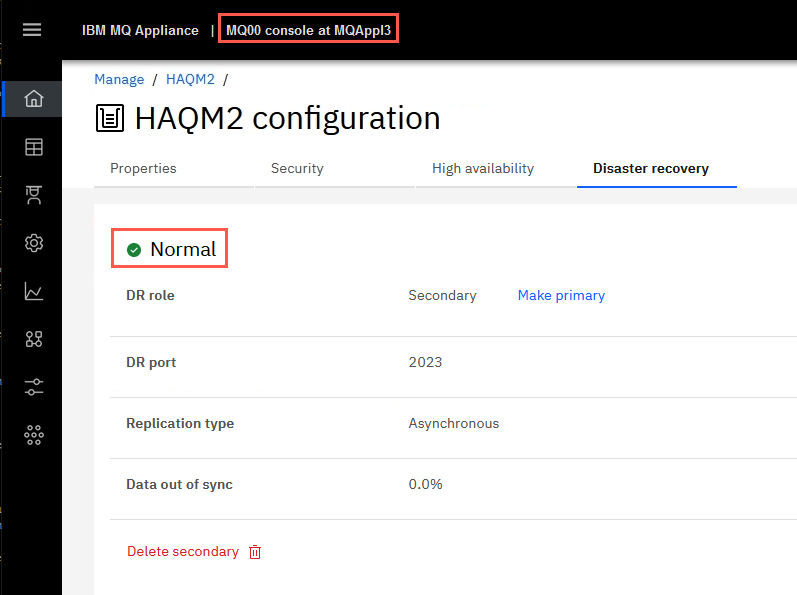 IBM MQ Appliance | MQ00 console at MQAppl3
Manage / HAQM2 /
HAQM2 configuration
Properties Security High availability Disaster recovery
Normal
DR role Secondary Make primary
DR port 2023
Replication type Asynchronous
Data out of sync 0.0%
Delete secondary